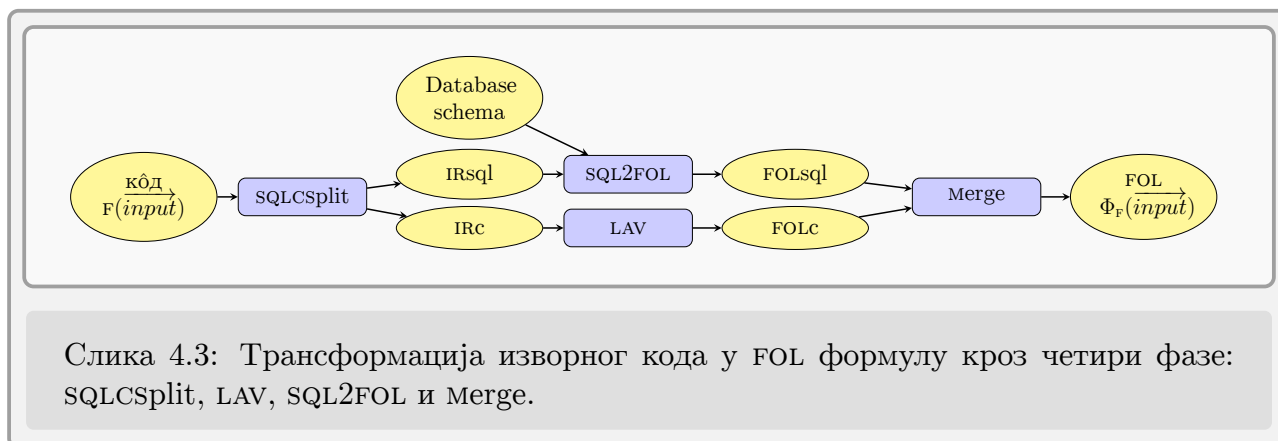 Database
schema
кôд
F(input)
SQLCSplit
IRsql
SQL2FOL
FOLsql
IRc
LAV
FOLc
Merge
FOL
Φ_F(input)
Слика 4.3: Трансформација изворног кода у FOL формулу кроз четири фазе:
SQLCSplit, LAV, SQL2FOL и Merge.